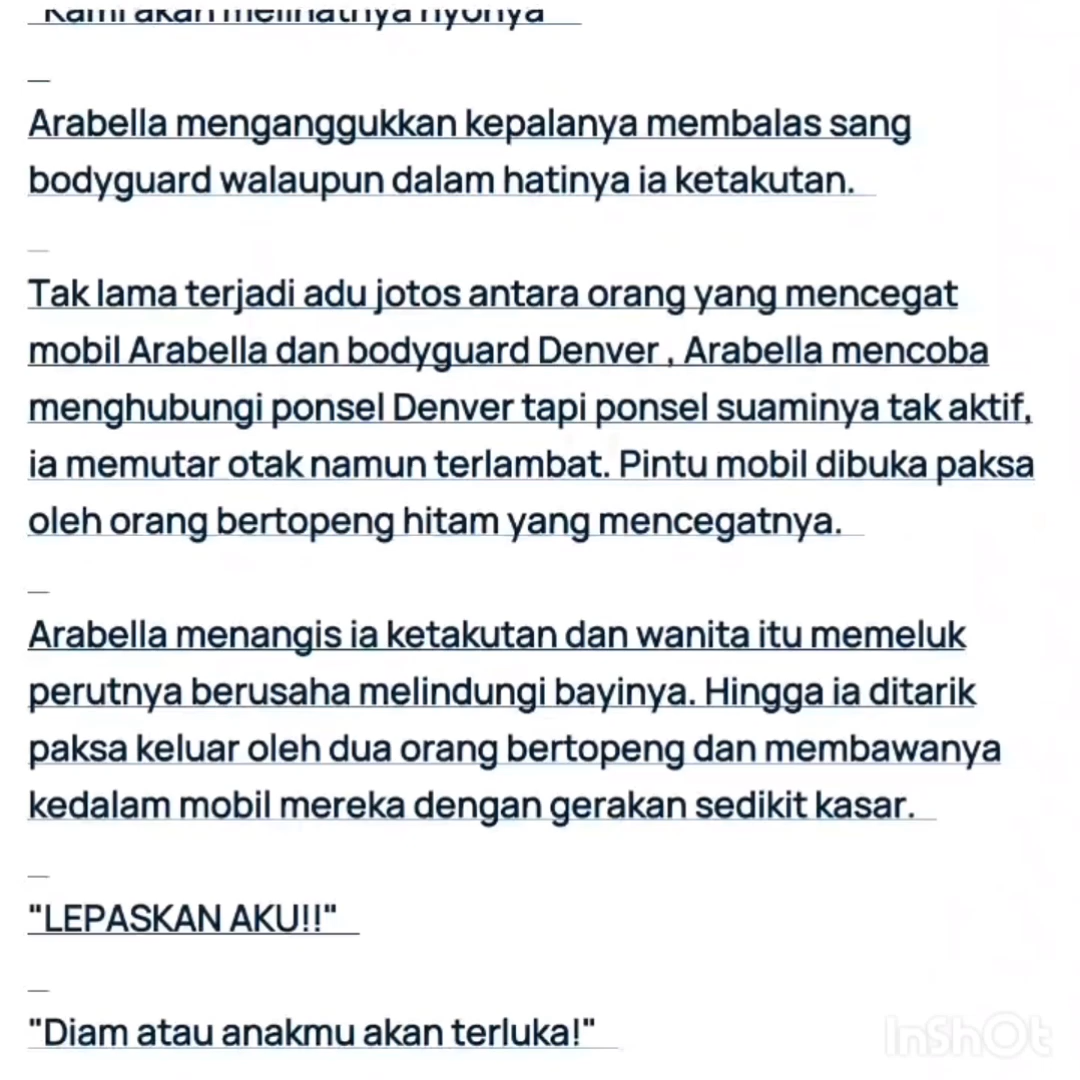 "Kami akan melihatnya nyonya
Arabella menganggukkan kepalanya membalas sang
bodyguard walaupun dalam hatinya ia ketakutan.
Tak lama terjadi adu jotos antara orang yang mencegat
mobil Arabella dan bodyguard Denver , Arabella mencoba
menghubungi ponsel Denver tapi ponsel suaminya tak aktif,
ia memutar otak namun terlambat. Pintu mobil dibuka paksa
oleh orang bertopeng hitam yang mencegatnya.
Arabella menangis ia ketakutan dan wanita itu memeluk
perutnya berusaha melindungi bayinya. Hingga ia ditarik
paksa keluar oleh dua orang bertopeng dan membawanya
kedalam mobil mereka dengan gerakan sedikit kasar.
"LEPASKAN AKU!!"
"Diam atau anakmu akan terluka!"
InShOt